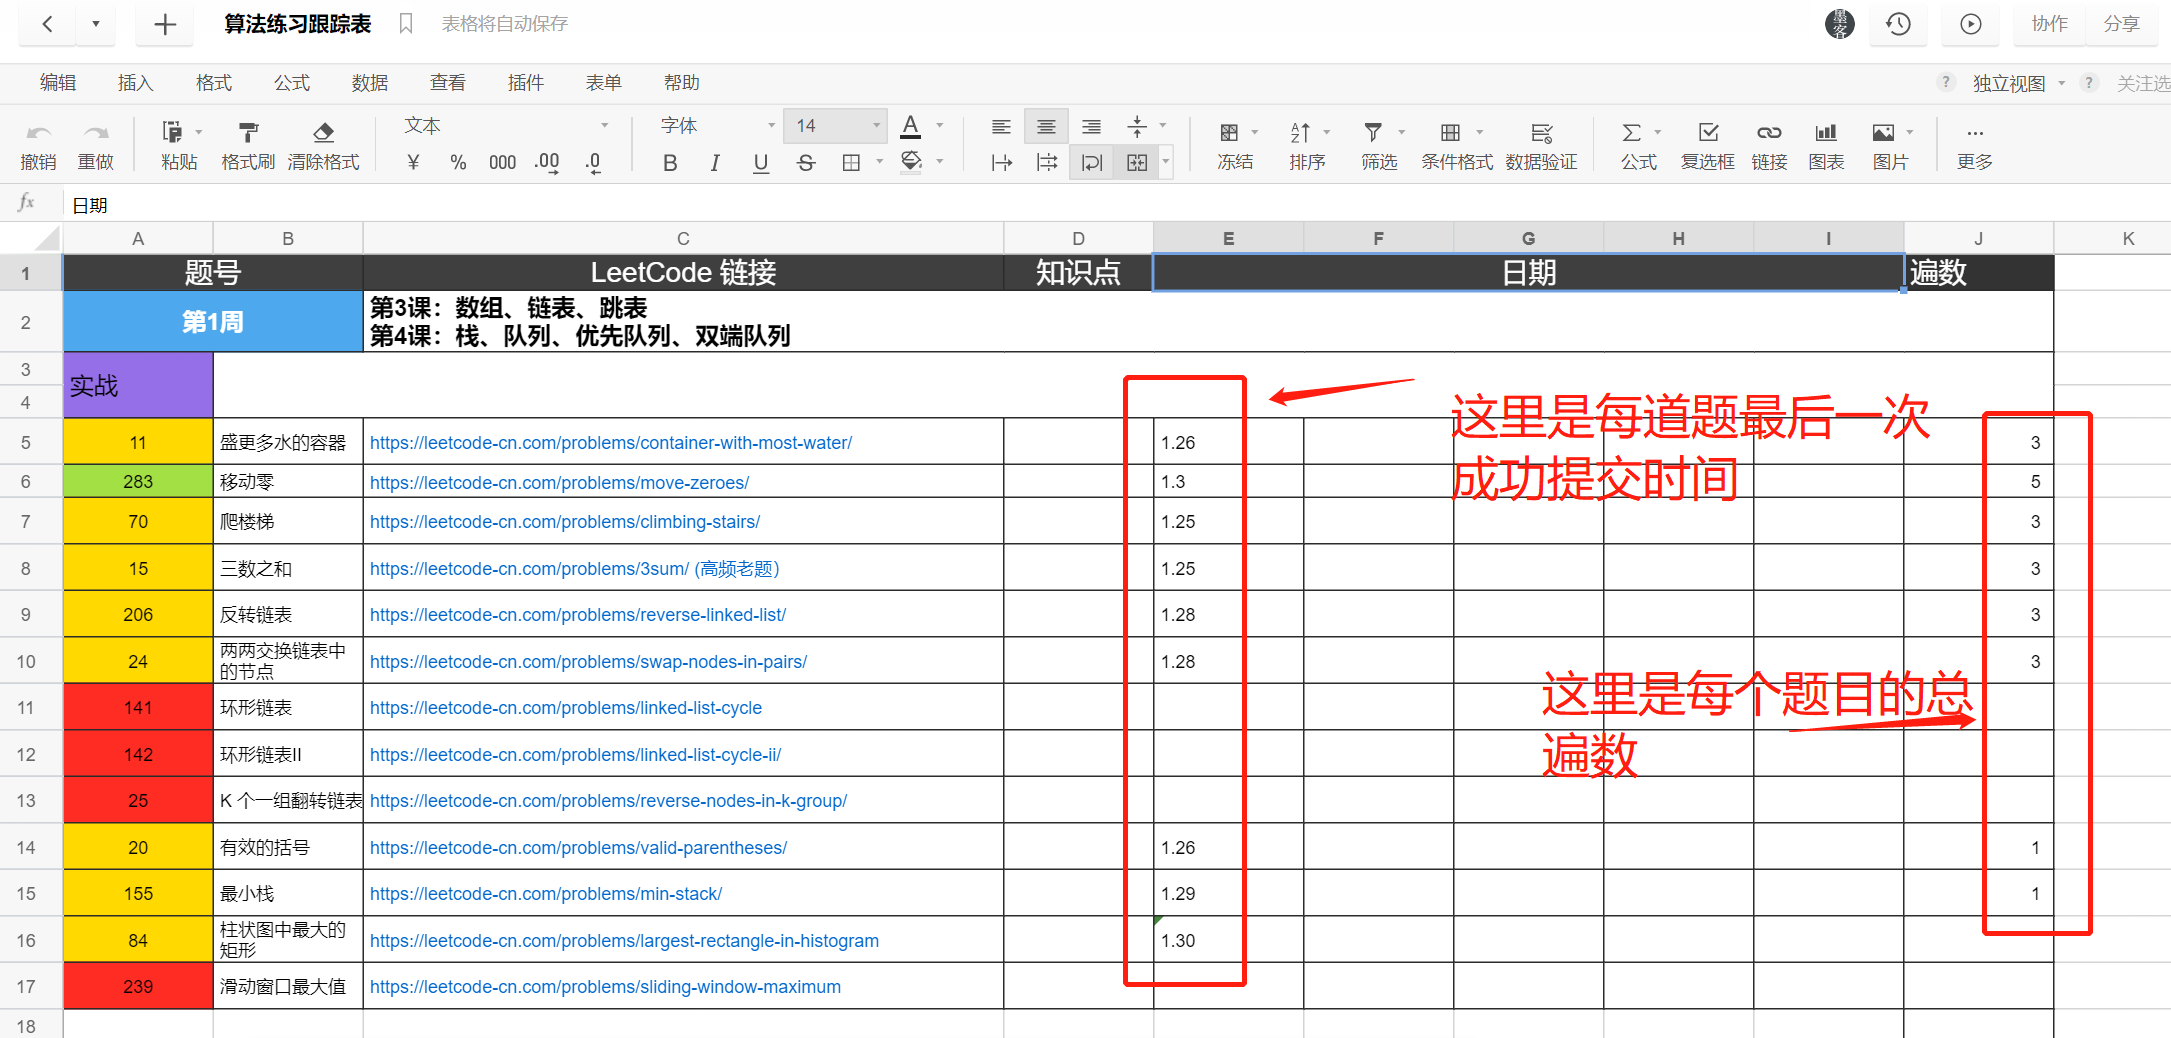 算法练习跟踪表 表格将自动保存 墨客 协作 分享
编辑 插入 格式 公式 数据 查看 插件 表单 帮助 ? 独立视图 ? 关注选
文本 字体 14 A
撤销 重做 粘贴 格式刷 清除格式 ¥ % 000 .00 .0 B I U S 冻结 排序 筛选 条件格式 数据验证 公式 复选框 链接 图表 图片 更多
fx 日期
A B C D E F G H I J K
1 题号 LeetCode 链接 知识点 日期 遍数
2 第1周 第3课：数组、链表、跳表
第4课：栈、队列、优先队列、双端队列
3
实战
4
这里是每道题最后一次
成功提交时间
5 11 盛更多水的容器 https://leetcode-cn.com/problems/container-with-most-water/ 1.26 3
6 283 移动零 https://leetcode-cn.com/problems/move-zeroes/ 1.3 5
7 70 爬楼梯 https://leetcode-cn.com/problems/climbing-stairs/ 1.25 3
8 15 三数之和 https://leetcode-cn.com/problems/3sum/ (高频老题） 1.25 3
9 206 反转链表 https://leetcode-cn.com/problems/reverse-linked-list/ 1.28 3
10 24 两两交换链表中
的节点 https://leetcode-cn.com/problems/swap-nodes-in-pairs/ 1.28 3
这里是每个题目的总
遍数
11 141 环形链表 https://leetcode-cn.com/problems/linked-list-cycle
12 142 环形链表II https://leetcode-cn.com/problems/linked-list-cycle-ii/
13 25 K 个一组翻转链表 https://leetcode-cn.com/problems/reverse-nodes-in-k-group/
14 20 有效的括号 https://leetcode-cn.com/problems/valid-parentheses/ 1.26 1
15 155 最小栈 https://leetcode-cn.com/problems/min-stack/ 1.29 1
16 84 柱状图中最大的
矩形 https://leetcode-cn.com/problems/largest-rectangle-in-histogram 1.30
17 239 滑动窗口最大值 https://leetcode-cn.com/problems/sliding-window-maximum
18